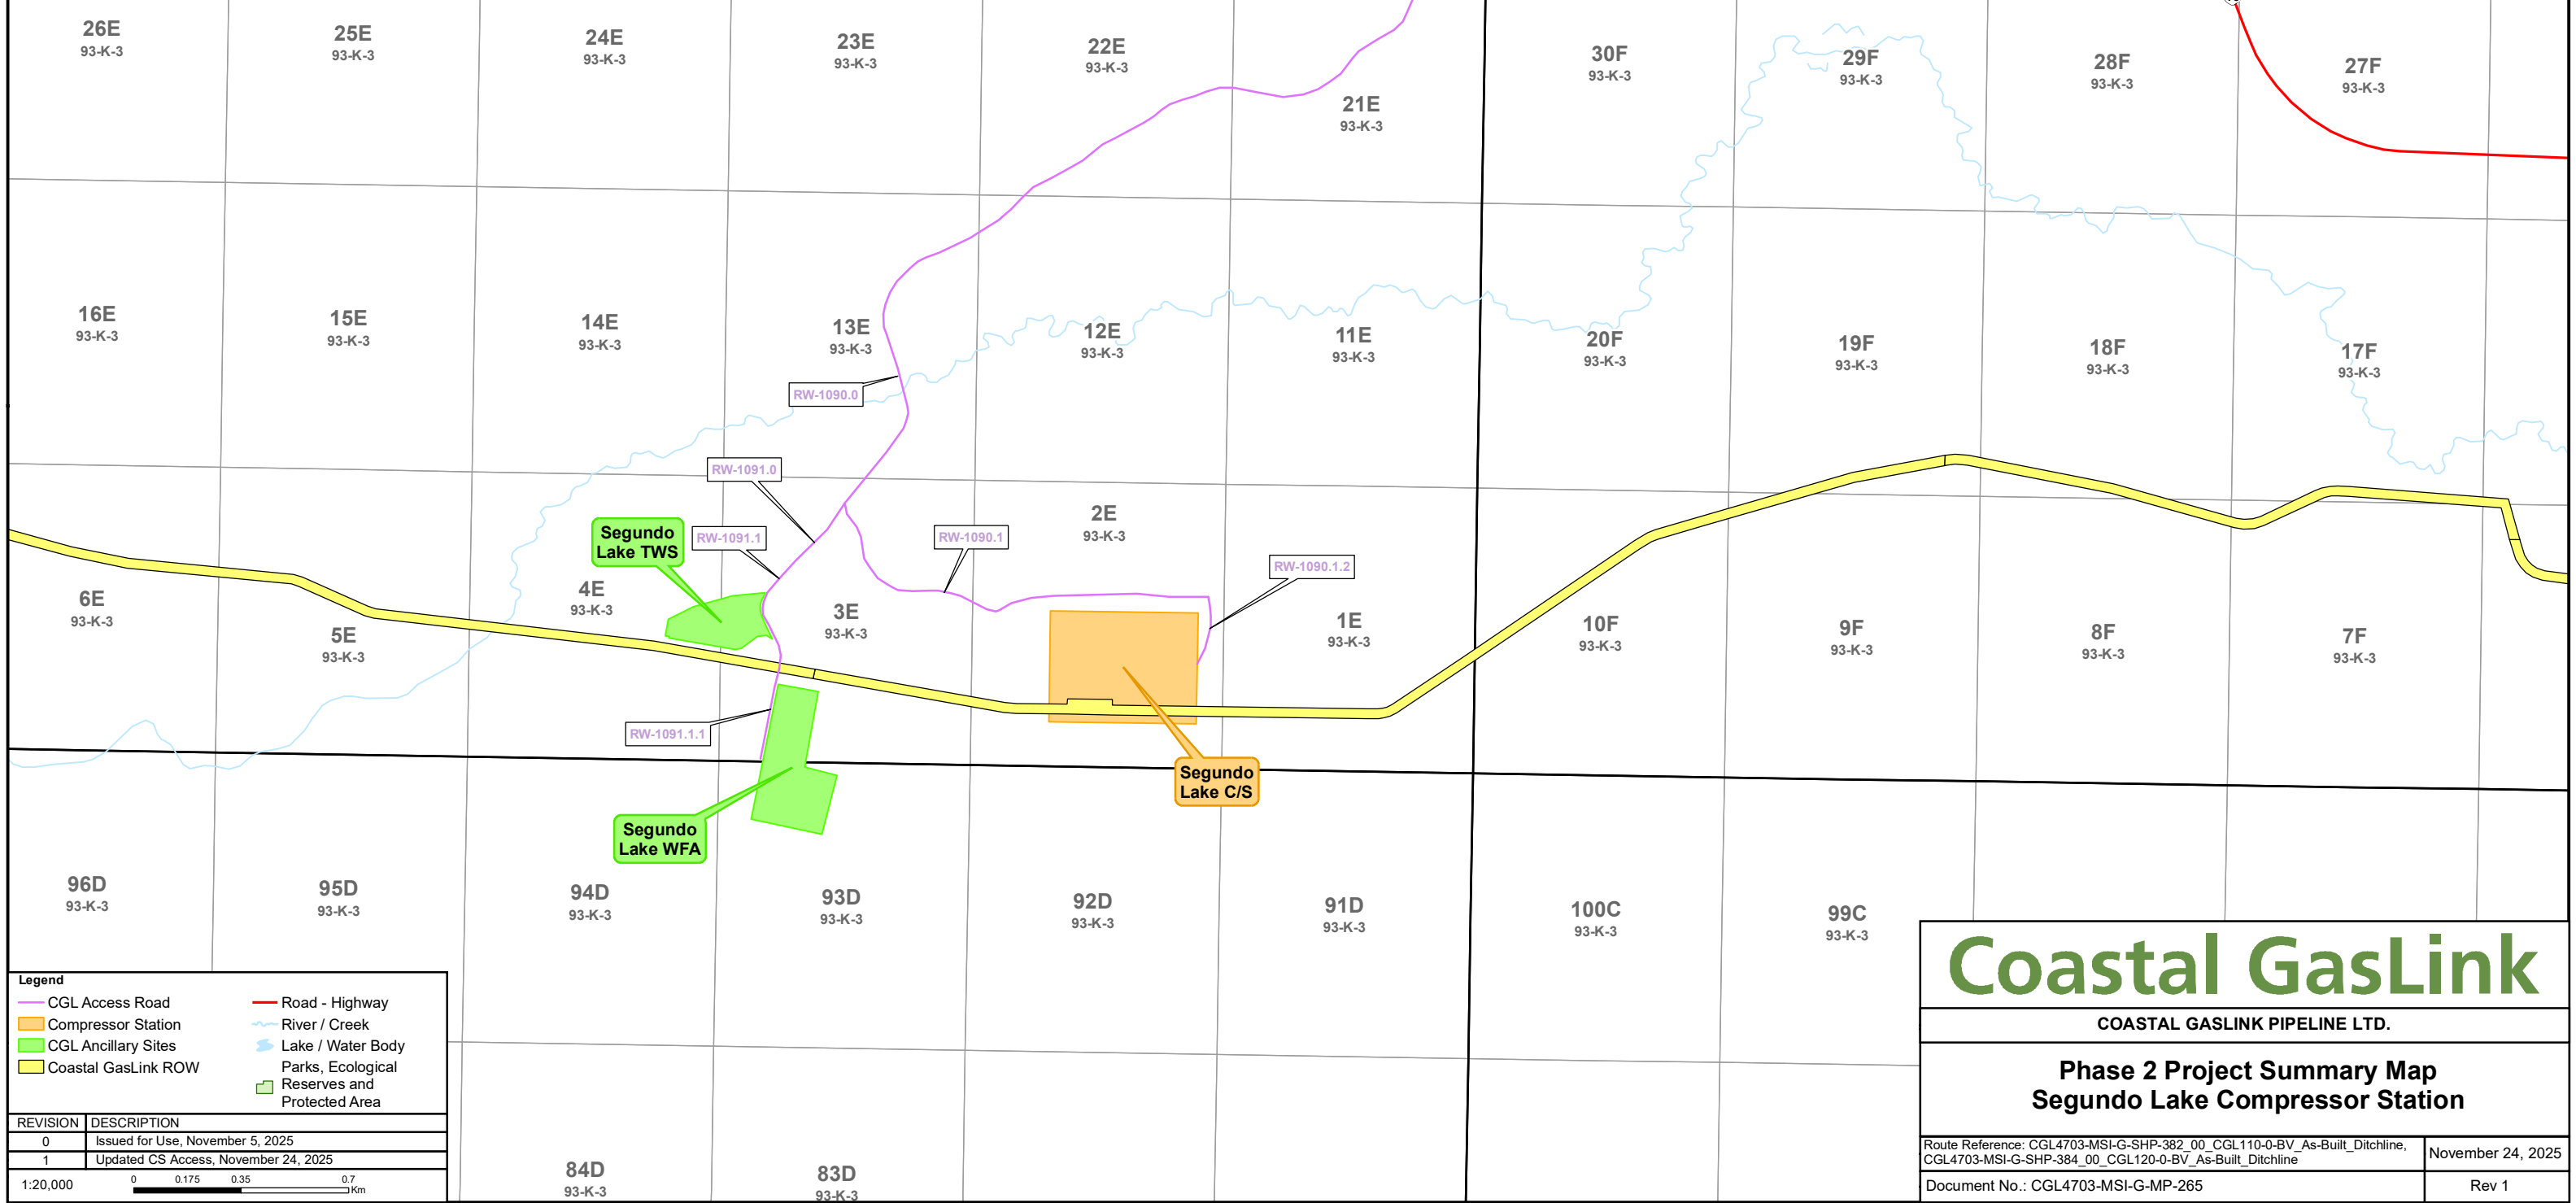 26E
93-K-3
25E
93-K-3
24E
93-K-3
23E
93-K-3
22E
93-K-3
21E
93-K-3
30F
93-K-3
29F
93-K-3
28F
93-K-3
27F
93-K-3
16E
93-K-3
15E
93-K-3
14E
93-K-3
13E
93-K-3
12E
93-K-3
11E
93-K-3
20F
93-K-3
19F
93-K-3
18F
93-K-3
17F
93-K-3
RW-1090.0
RW-1091.0
RW-1091.1
RW-1090.1
RW-1090.1.2
RW-1091.1.1
Segundo
Lake TWS
6E
93-K-3
5E
93-K-3
4E
93-K-3
3E
93-K-3
2E
93-K-3
1E
93-K-3
10F
93-K-3
9F
93-K-3
8F
93-K-3
7F
93-K-3
Segundo
Lake C/S
Segundo
Lake WFA
96D
93-K-3
95D
93-K-3
94D
93-K-3
93D
93-K-3
92D
93-K-3
91D
93-K-3
100C
93-K-3
99C
93-K-3
84D
93-K-3
83D
93-K-3
Legend
CGL Access Road
Compressor Station
CGL Ancillary Sites
Coastal GasLink ROW
Road - Highway
River / Creek
Lake / Water Body
Parks, Ecological
Reserves and
Protected Area
REVISION DESCRIPTION
0 Issued for Use, November 5, 2025
1 Updated CS Access, November 24, 2025
1:20,000 0 0.175 0.35 0.7
Km
Coastal GasLink
COASTAL GASLINK PIPELINE LTD.
Phase 2 Project Summary Map
Segundo Lake Compressor Station
Route Reference: CGL4703-MSI-G-SHP-382_00_CGL110-0-BV_As-Built_Ditchline,
CGL4703-MSI-G-SHP-384_00_CGL120-0-BV_As-Built_Ditchline
November 24, 2025
Document No.: CGL4703-MSI-G-MP-265
Rev 1